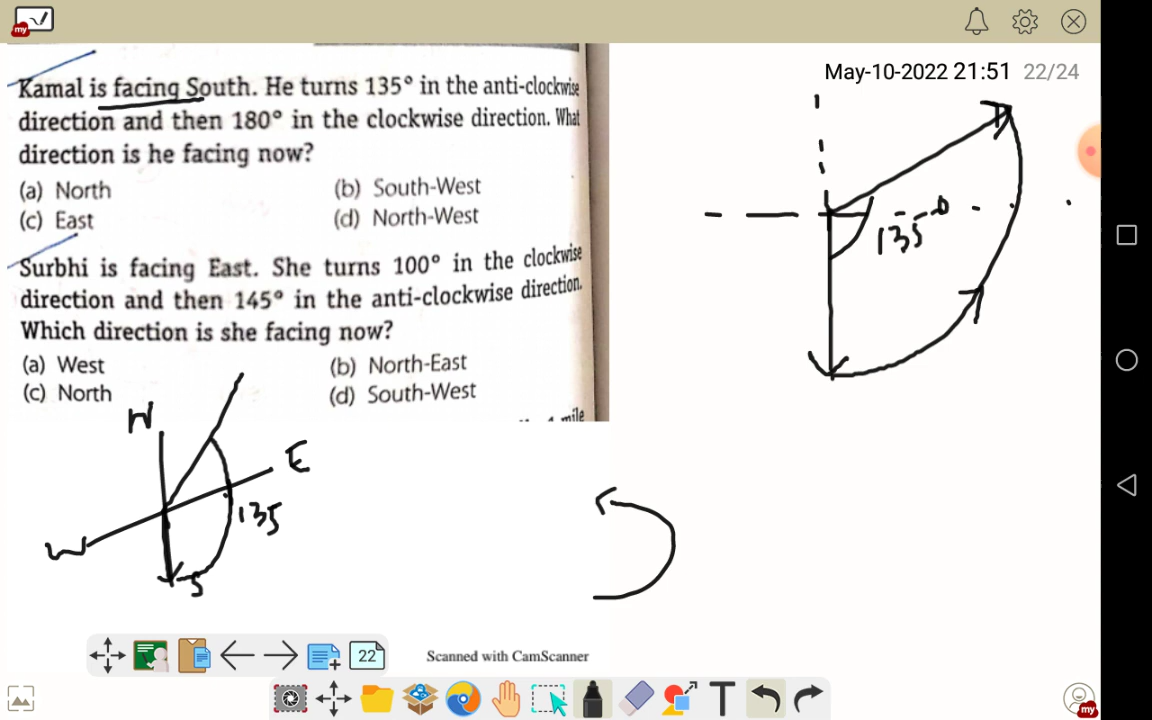 May-10-2022 21:51 22/24
Kamal is facing South. He turns 135° in the anti-clockwise
direction and then 180° in the clockwise direction. What
direction is he facing now?
(a) North (b) South-West
(c) East (d) North-West
Surbhi is facing East. She turns 100° in the clockwise
direction and then 145° in the anti-clockwise direction.
Which direction is she facing now?
(a) West (b) North-East
(c) North (d) South-West
mile
135
N
E
135
W
S
22
Scanned with CamScanner
T
my
my